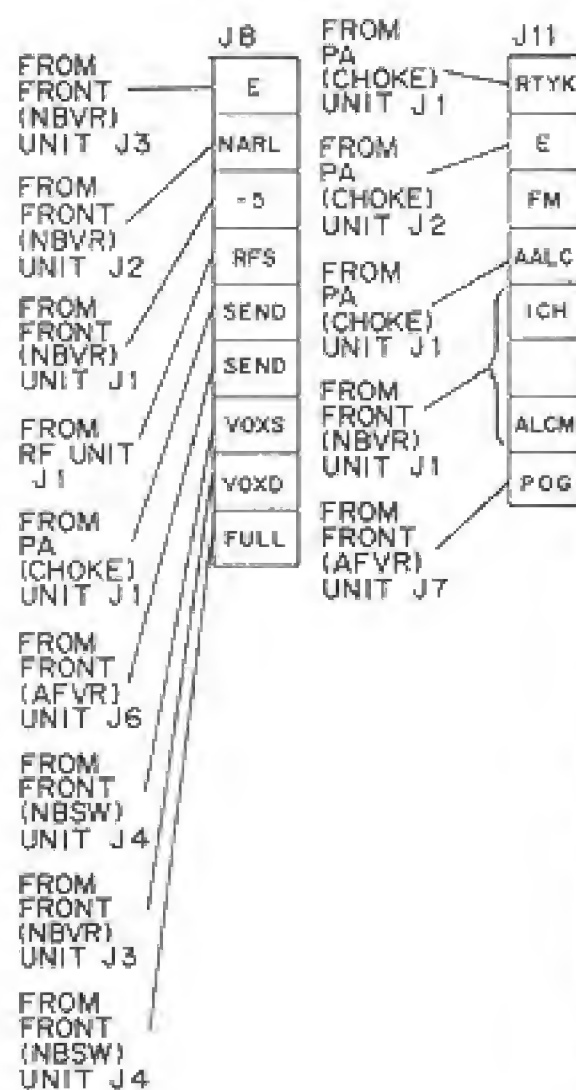 J8
FROM
FRONT
(NBVR)
UNIT J3
FROM
FRONT
(NBVR)
UNIT J2
FROM
FRONT
(NBVR)
UNIT J1
FROM
RF UNIT
J1
FROM
PA
(CHOKE)
UNIT J1
FROM
FRONT
(AFVR)
UNIT J6
FROM
FRONT
(NBSW)
UNIT J4
FROM
FRONT
(NBVR)
UNIT J3
FROM
FRONT
(NBSW)
UNIT J4
E
NARL
-5
RFS
SEND
SEND
VOXS
VOXD
FULL
J11
FROM
PA
(CHOKE)
UNIT J1
FROM
PA
(CHOKE)
UNIT J2
FROM
PA
(CHOKE)
UNIT J1
FROM
FRONT
(NBVR)
UNIT J1
FROM
FRONT
(AFVR)
UNIT J7
RTYK
E
FM
AALC
ICH
ALCM
POG